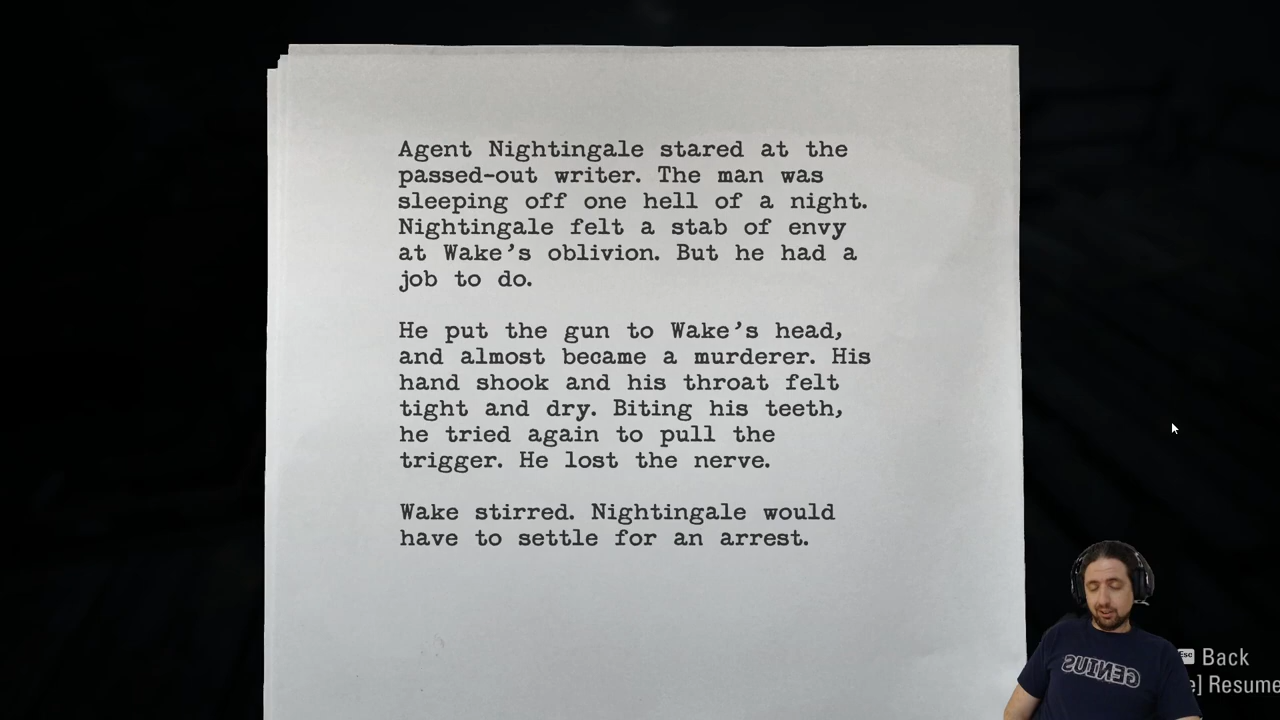 Agent Nightingale stared at the
passed-out writer. The man was
sleeping off one hell of a night.
Nightingale felt a stab of envy
at Wake's oblivion. But he had a
job to do.
He put the gun to Wake's head,
and almost became a murderer. His
hand shook and his throat felt
tight and dry. Biting his teeth,
he tried again to pull the
trigger. He lost the nerve.
Wake stirred. Nightingale would
have to settle for an arrest.
GENIUS
Esc Back
e] Resume